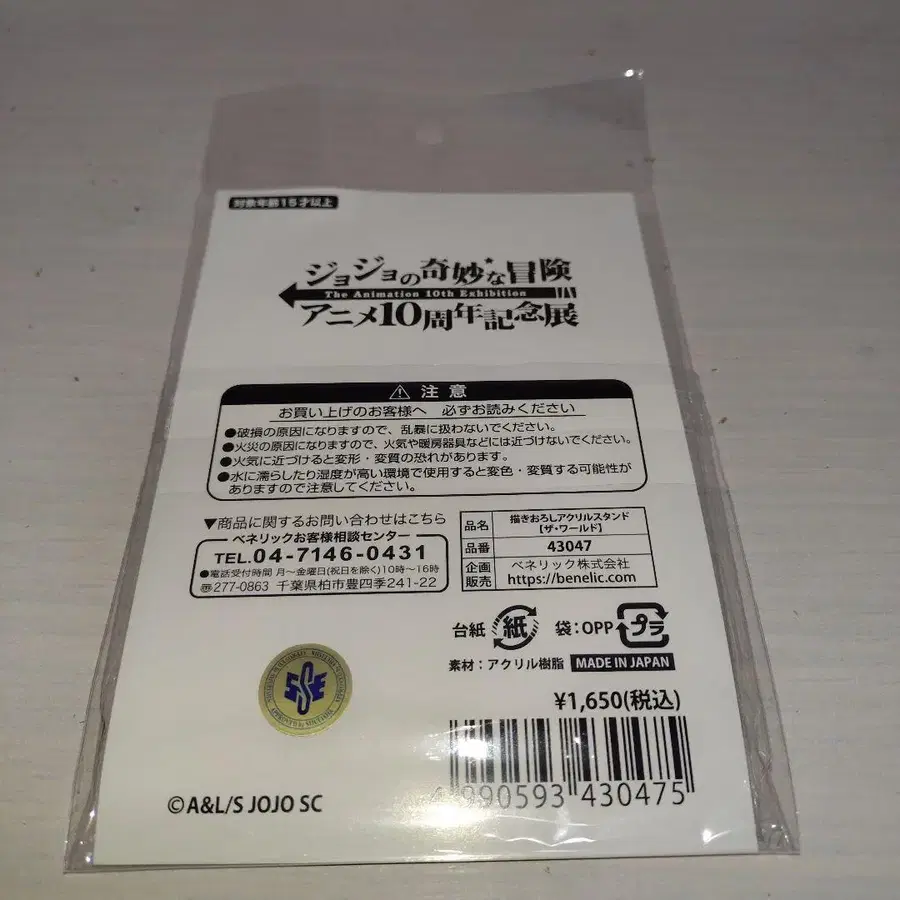 対象年齢15才以上
ジョジョの奇妙な冒険
The Animation 10th Exhibition
アニメ10周年記念展
注意
お買い上げのお客様へ 必ずお読みください
●破損の原因になりますので、乱暴に扱わないでください。
●火災の原因になりますので、火気や暖房器具などには近づけないでください。
●火気に近づけると変形・変質の恐れがあります。
●水に濡らしたり湿度が高い環境で使用すると変色・変質する可能性が
ありますので注意してください。
▼商品に関するお問い合わせはこちら
ベネリックお客様相談センター
TEL.04-7146-0431
●電話受付時間 月〜金曜日(祝日を除く)10時〜16時
〒277-0863 千葉県柏市豊四季241-22
品名 描きおろしアクリルスタンド
【ザ・ワールド】
品番 43047
企画 販売 ベネリック株式会社
https://benelic.com
台紙 紙 袋:OPP プラ
素材:アクリル樹脂 MADE IN JAPAN
¥1,650(税込)
4 990593 430475
SSE
©A&L/S JOJO SC